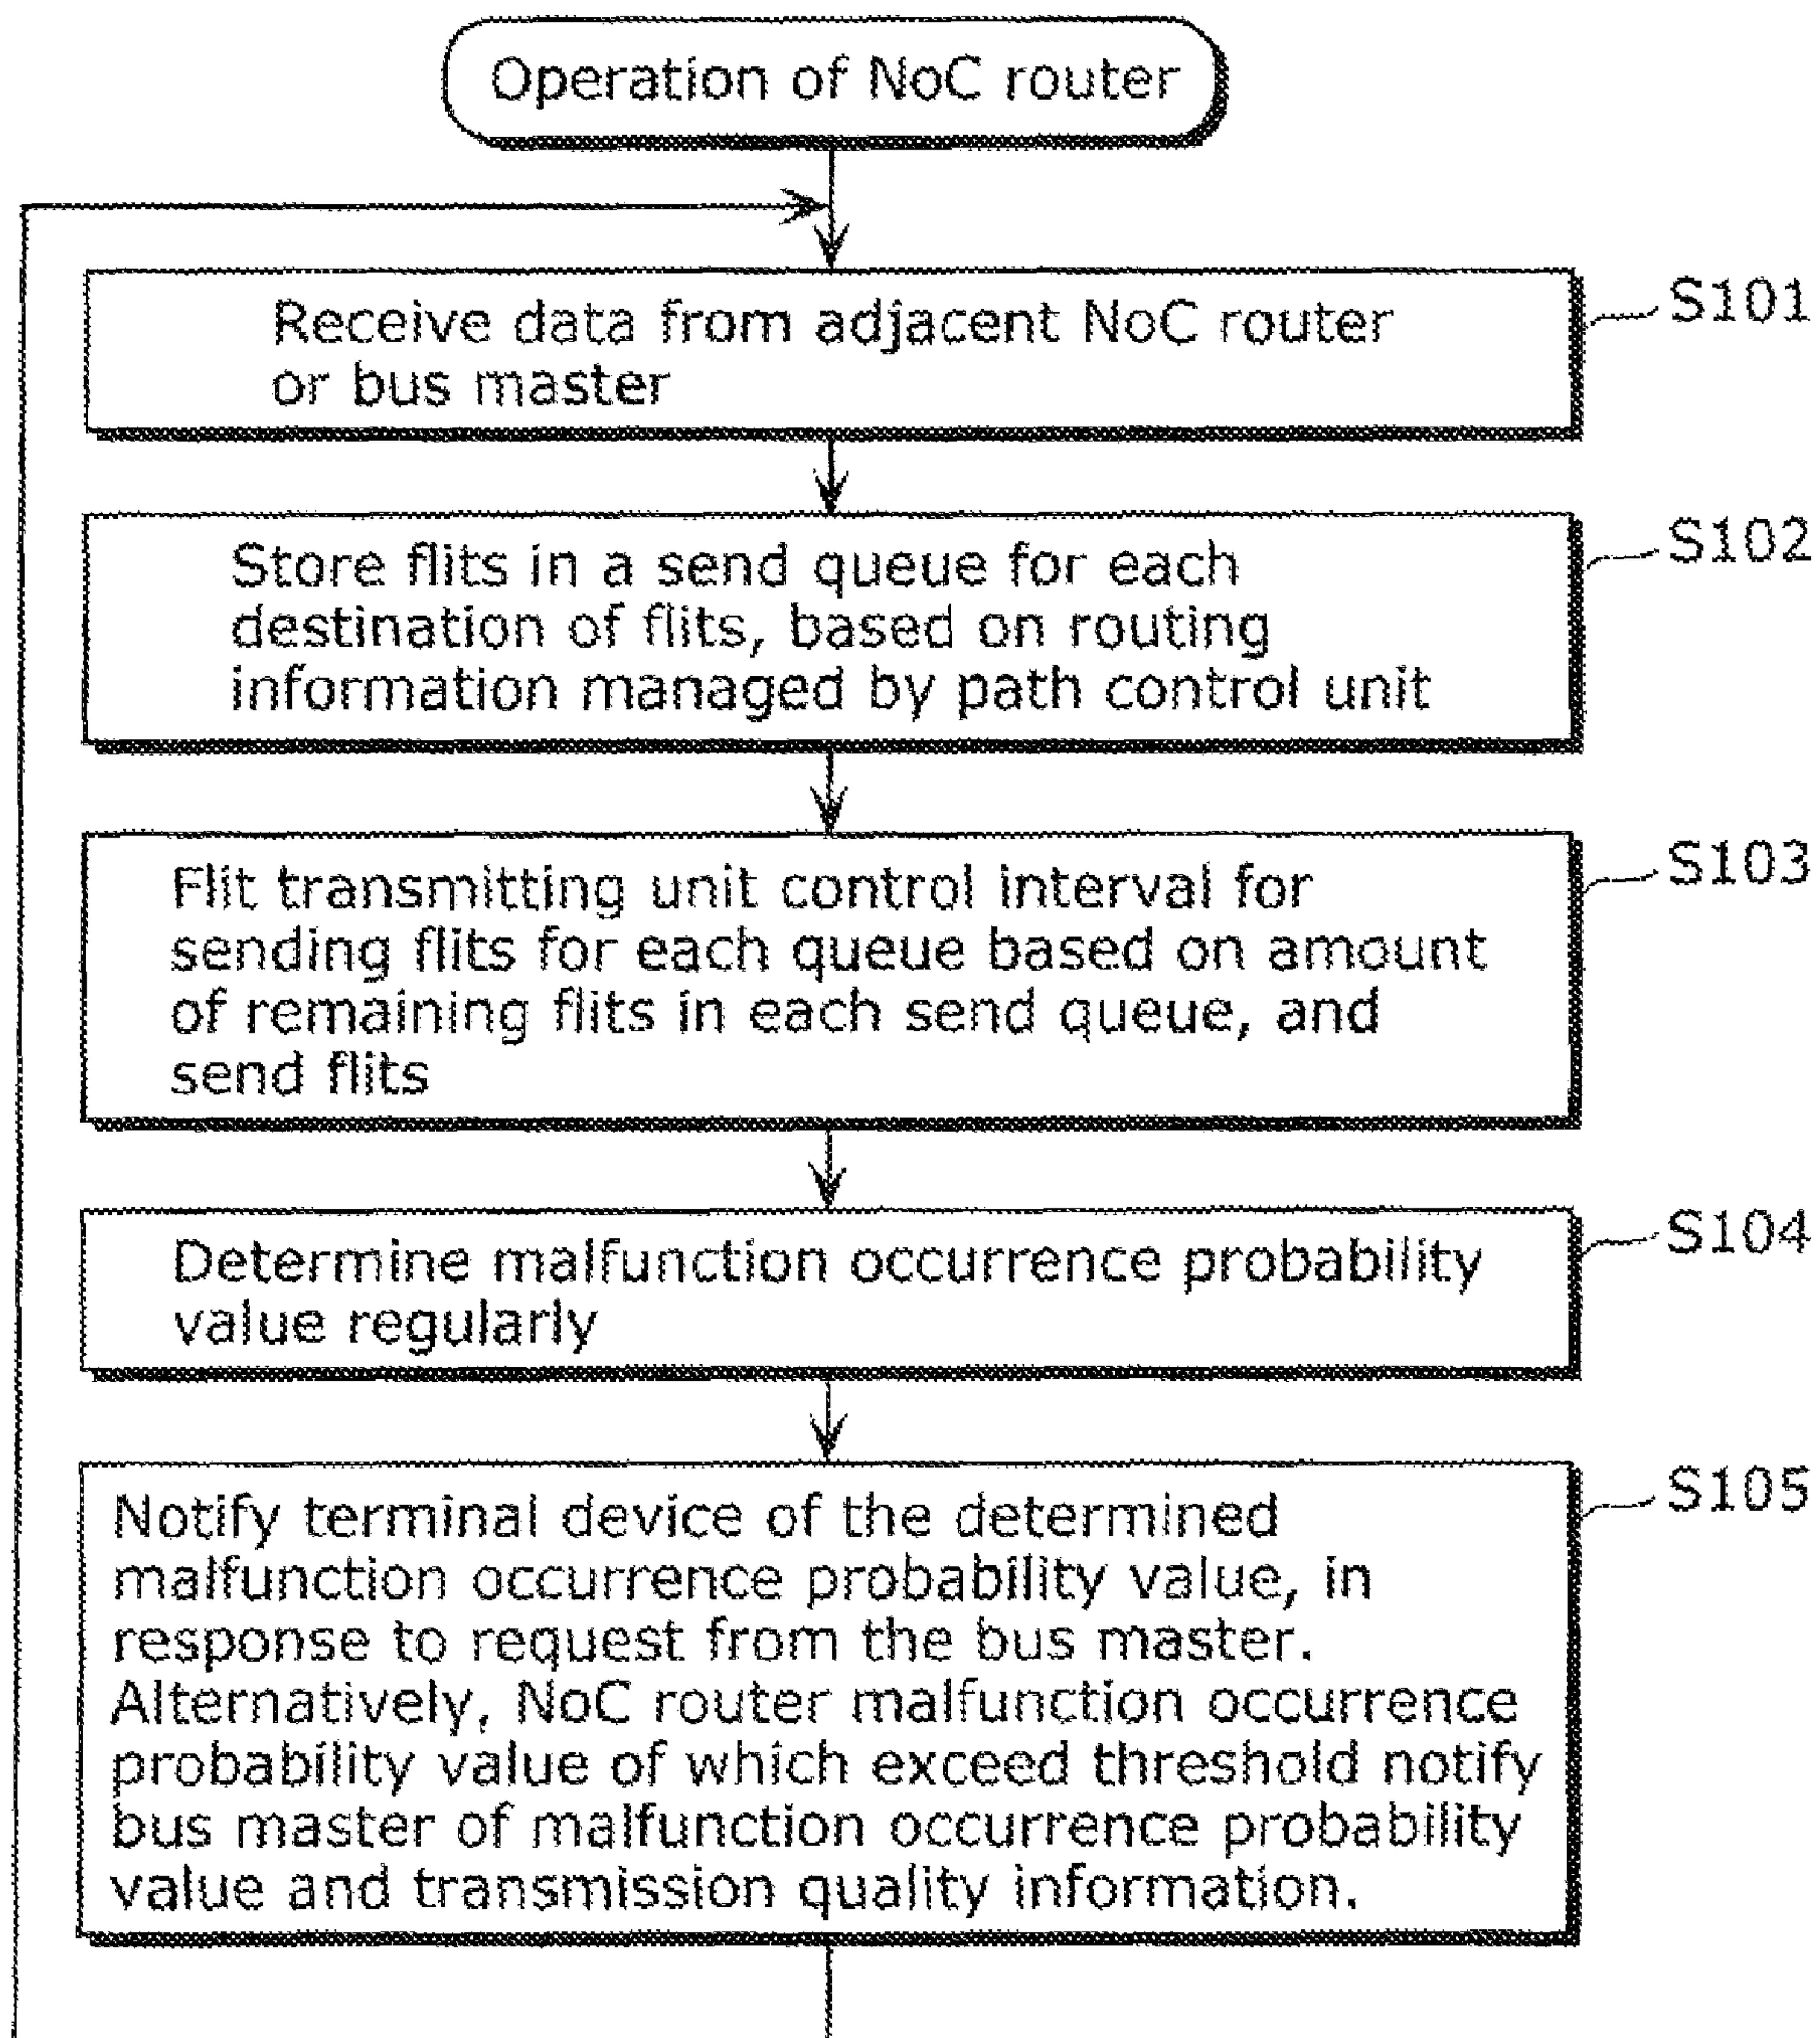 Operation of NoC router
Receive data from adjacent NoC router
or bus master
S101
Store flits in a send queue for each
destination of flits, based on routing
information managed by path control unit
S102
Flit transmitting unit control interval for
sending flits for each queue based on amount
of remaining flits in each send queue, and
send flits
S103
Determine malfunction occurrence probability
value regularly
S104
Notify terminal device of the determined
malfunction occurrence probability value, in
response to request from the bus master.
Alternatively, NoC router malfunction occurrence
probability value of which exceed threshold notify
bus master of malfunction occurrence probability
value and transmission quality information.
S105